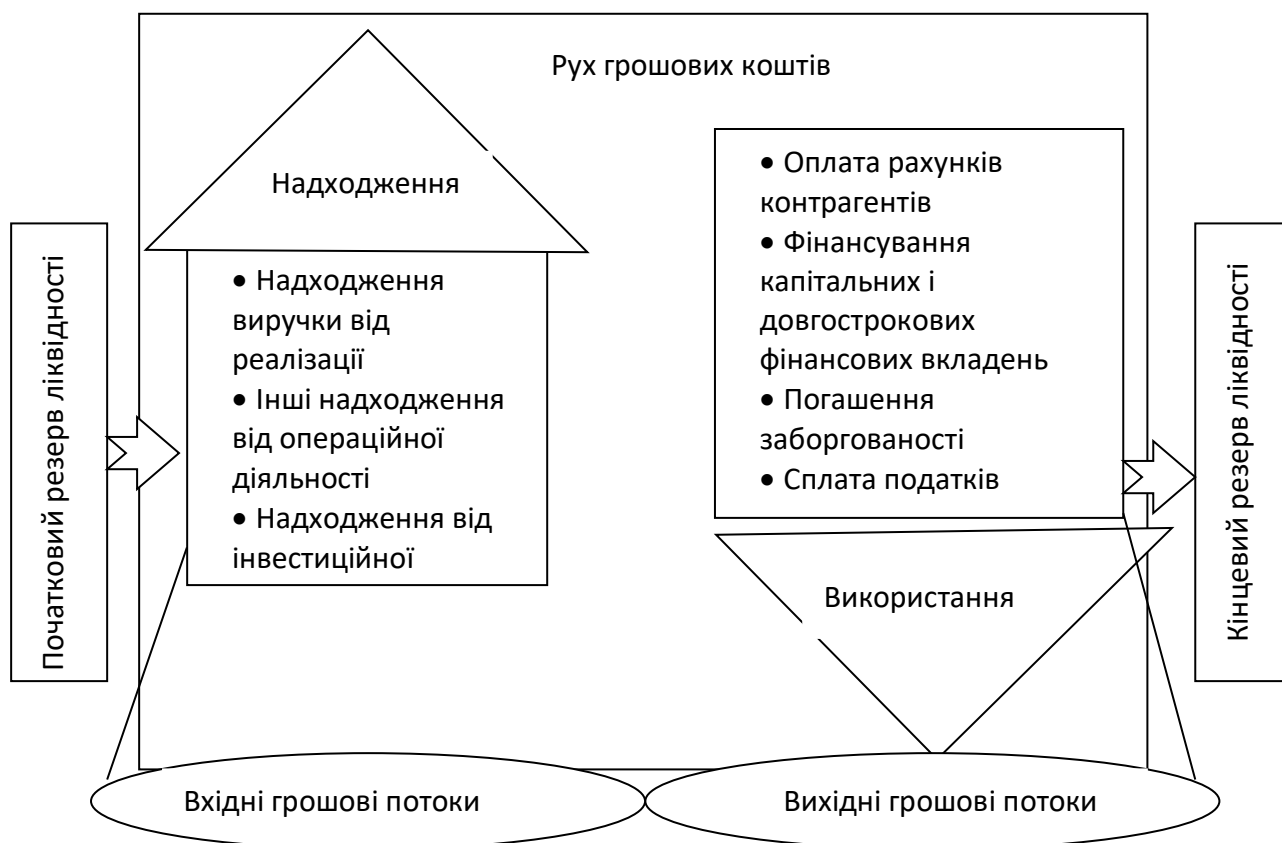 Рух грошових коштів
Початковий резерв ліквідності
Надходження
• Надходження
виручки від
реалізації
• Інші надходження
від операційної
діяльності
• Надходження від
інвестиційної
• Оплата рахунків
контрагентів
• Фінансування
капітальних і
довгострокових
фінансових вкладень
• Погашення
заборгованості
• Сплата податків
Використання
Кінцевий резерв ліквідності
Вхідні грошові потоки
Вихідні грошові потоки